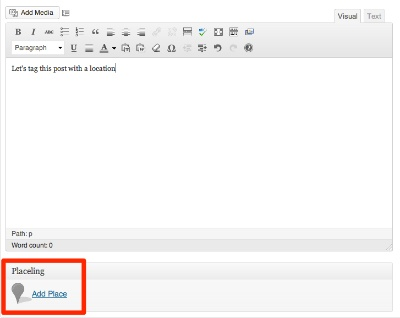 Add Media
Visual Text
B I ABC
Paragraph U A Ω
Let's tag this post with a location
Path: p
Word count: 0
Placeling
Add Place